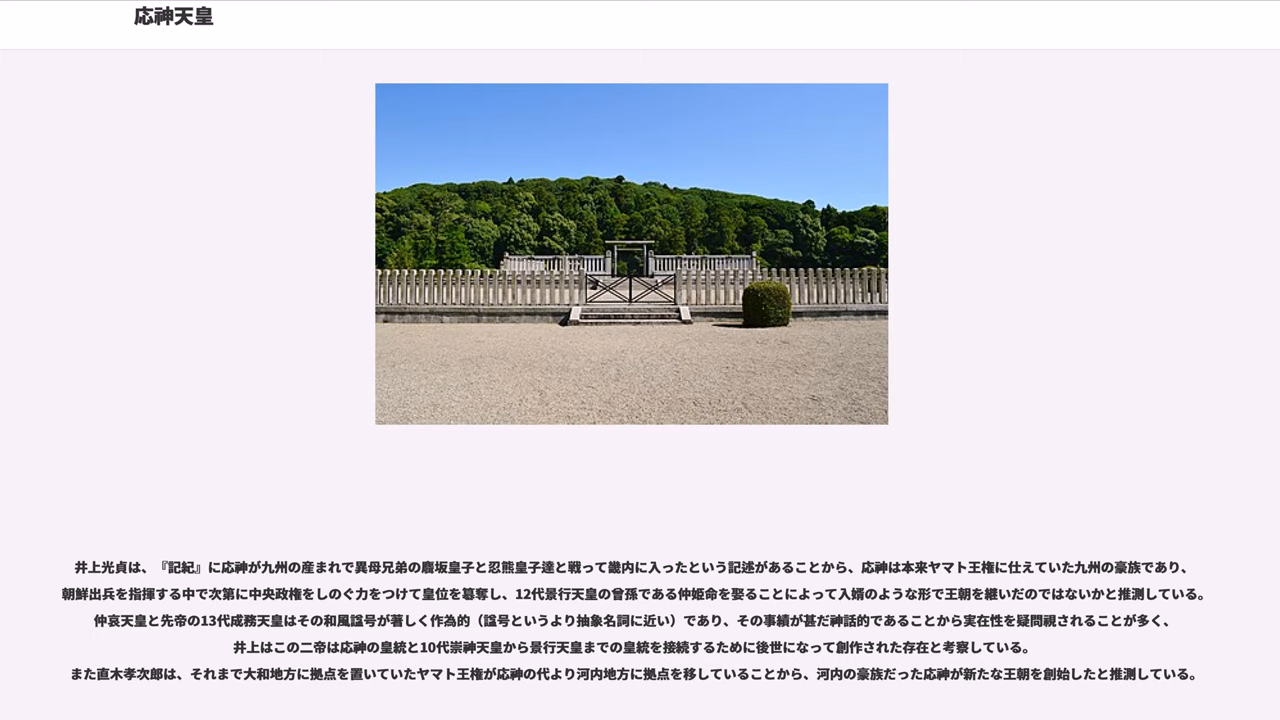 応神天皇
井上光貞は、『記紀』に応神が九州の産まれで異母兄弟の麛坂皇子と忍熊皇子達と戦って畿内に入ったという記述があることから、応神は本来ヤマト王権に仕えていた九州の豪族であり、
朝鮮出兵を指揮する中で次第に中央政権をしのぐ力をつけて皇位を簒奪し、12代景行天皇の曾孫である仲姫命を娶ることによって入婿のような形で王朝を継いだのではないかと推測している。
仲哀天皇と先帝の13代成務天皇はその和風諡号が著しく作為的（諡号というより抽象名詞に近い）であり、その事績が甚だ神話的であることから実在性を疑問視されることが多く、
井上はこの二帝は応神の皇統と10代崇神天皇から景行天皇までの皇統を接続するために後世になって創作された存在と考察している。
また直木孝次郎は、それまで大和地方に拠点を置いていたヤマト王権が応神の代より河内地方に拠点を移していることから、河内の豪族だった応神が新たな王朝を創始したと推測している。